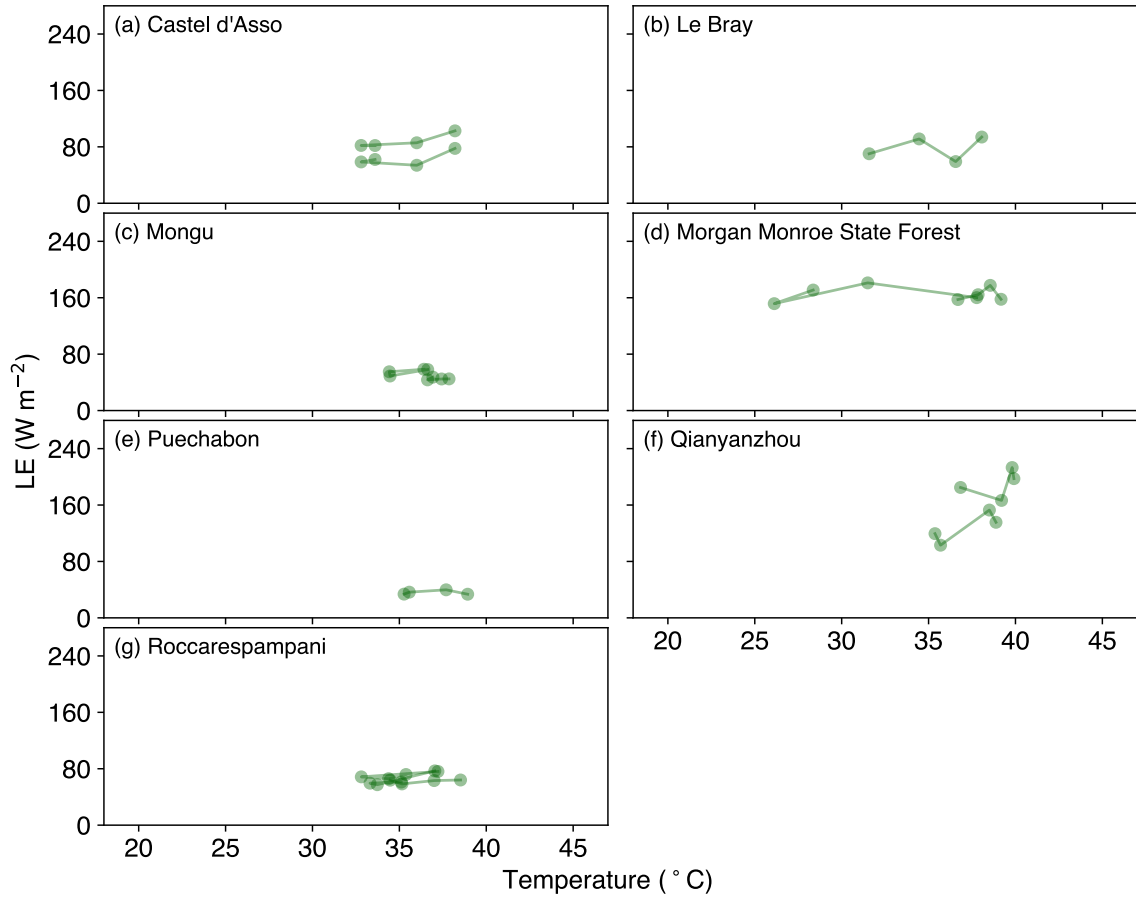 (a) Castel d'Asso
240
160
80
0
(b) Le Bray
(c) Mongu
240
160
80
0
(d) Morgan Monroe State Forest
LE (W m⁻²)
(e) Puechabon
240
160
80
0
(f) Qianyanzhou
20 25 30 35 40 45
(g) Roccarespampani
240
160
80
0
20 25 30 35 40 45
Temperature (°C)